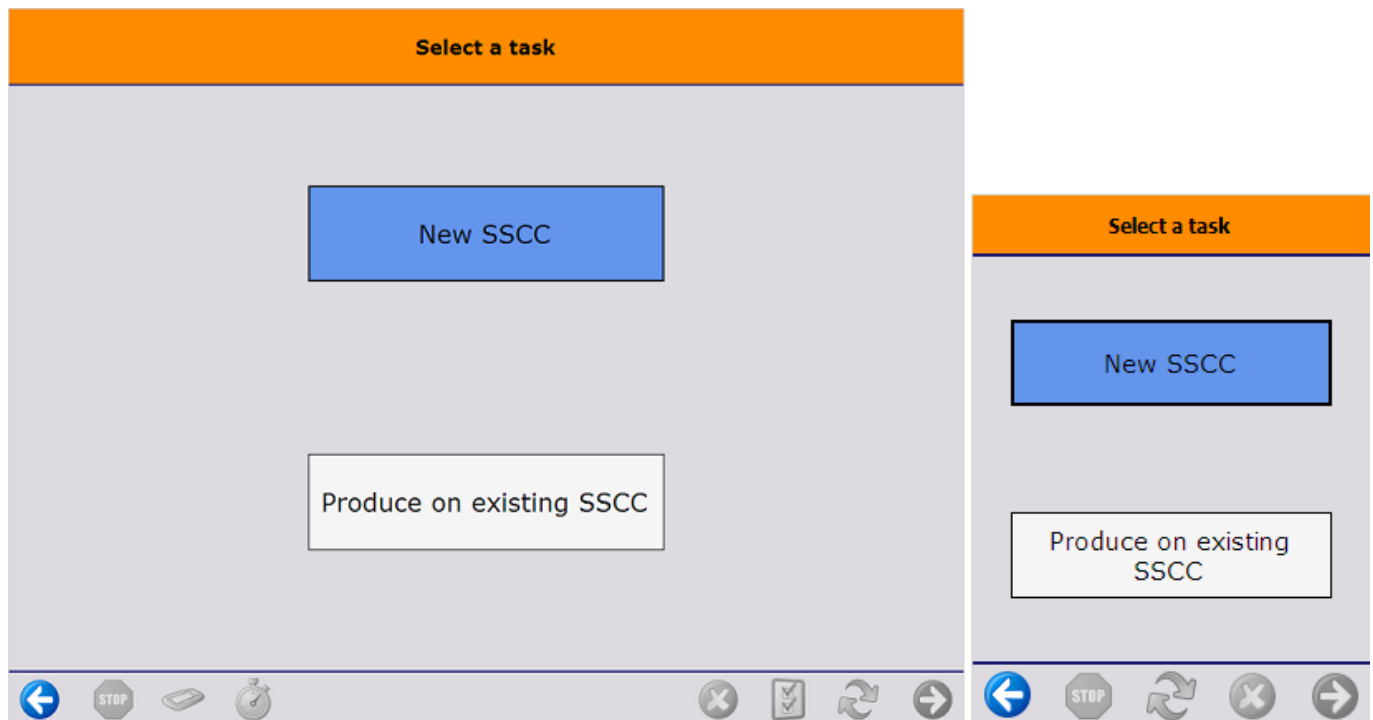 Select a task
New SSCC
Produce on existing SSCC
STOP
Select a task
New SSCC
Produce on existing
SSCC
STOP